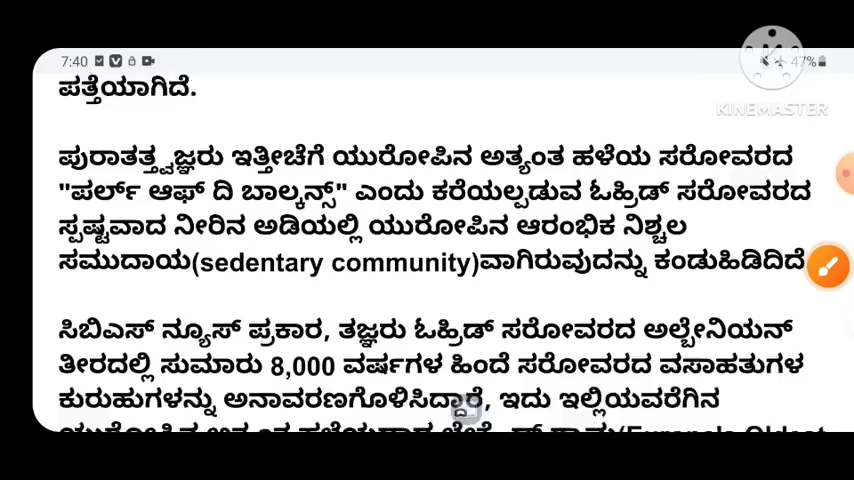 7:40
47%
KINEMASTER
ಪತ್ತೆಯಾಗಿದೆ.
ಪುರಾತತ್ತ್ವಜ್ಞರು ಇತ್ತೀಚೆಗೆ ಯುರೋಪಿನ ಅತ್ಯಂತ ಹಳೆಯ ಸರೋವರದ
"ಪರ್ಲ್ ಆಫ್ ದಿ ಬಾಲ್ಕನ್ಸ್" ಎಂದು ಕರೆಯಲ್ಪಡುವ ಓಹ್ರಿಡ್ ಸರೋವರದ
ಸ್ಪಷ್ಟವಾದ ನೀರಿನ ಅಡಿಯಲ್ಲಿ ಯುರೋಪಿನ ಆರಂಭಿಕ ನಿಶ್ಚಲ
ಸಮುದಾಯ(sedentary community)ವಾಗಿರುವುದನ್ನು ಕಂಡುಹಿಡಿದಿದೆ
ಸಿಬಿಎಸ್ ನ್ಯೂಸ್ ಪ್ರಕಾರ, ತಜ್ಞರು ಓಹ್ರಿಡ್ ಸರೋವರದ ಅಲ್ಬೇನಿಯನ್
ತೀರದಲ್ಲಿ ಸುಮಾರು 8,000 ವರ್ಷಗಳ ಹಿಂದೆ ಸರೋವರದ ವಸಾಹತುಗಳ
ಕುರುಹುಗಳನ್ನು ಅನಾವರಣಗೊಳಿಸಿದ್ದಾರೆ, ಇದು ಇಲ್ಲಿಯವರೆಗಿನ